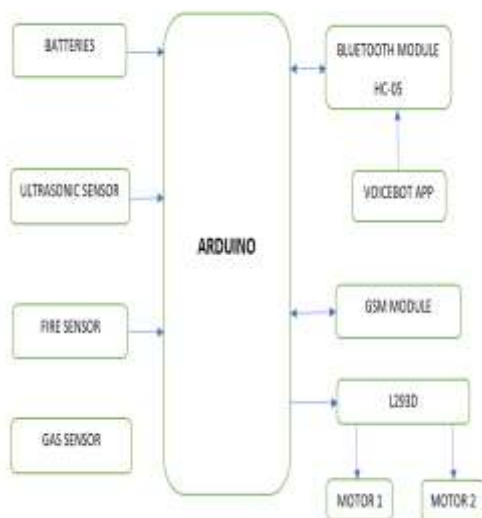 BATTERIES
ULTRASONIC SENSOR
FIRE SENSOR
GAS SENSOR
ARDUINO
BLUETOOTH MODULE
HC-05
VOICEBOT APP
GSM MODULE
L293D
MOTOR 1
MOTOR 2